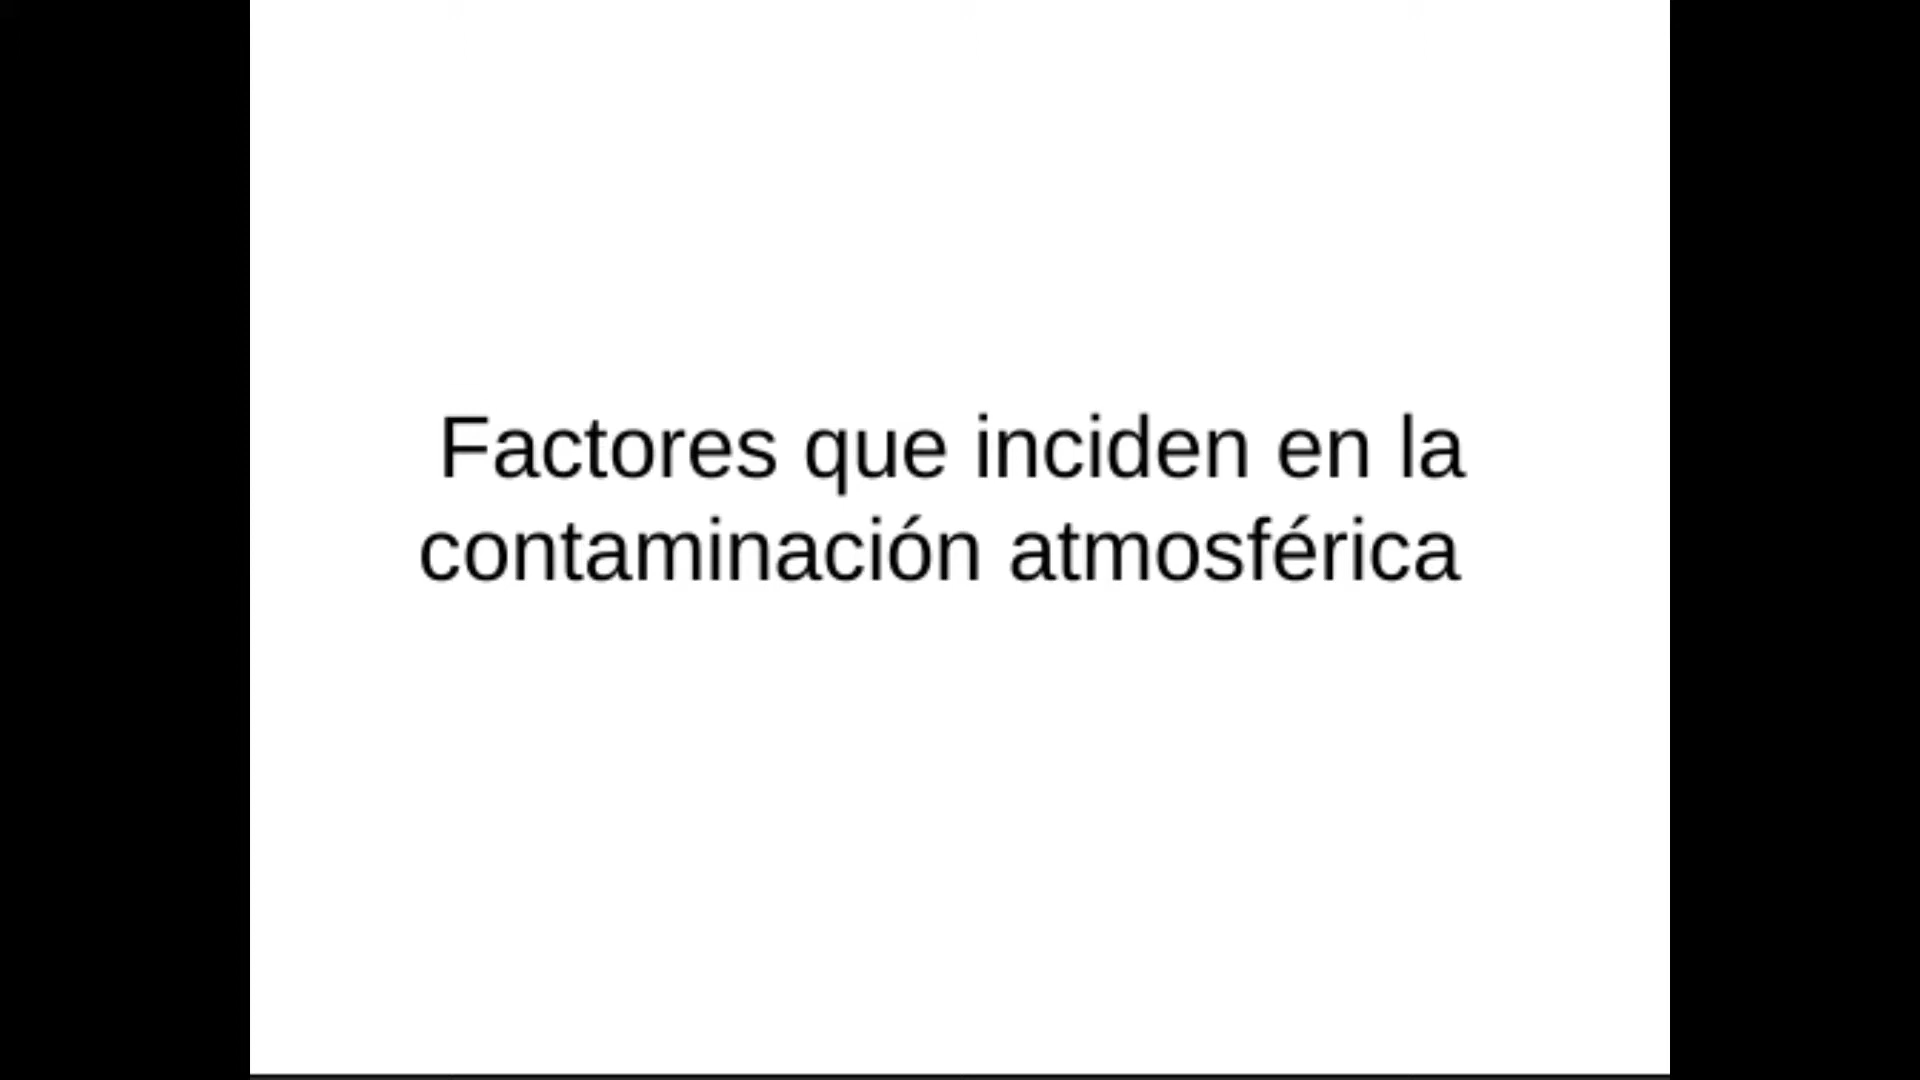 Factores que inciden en la
contaminación atmosférica